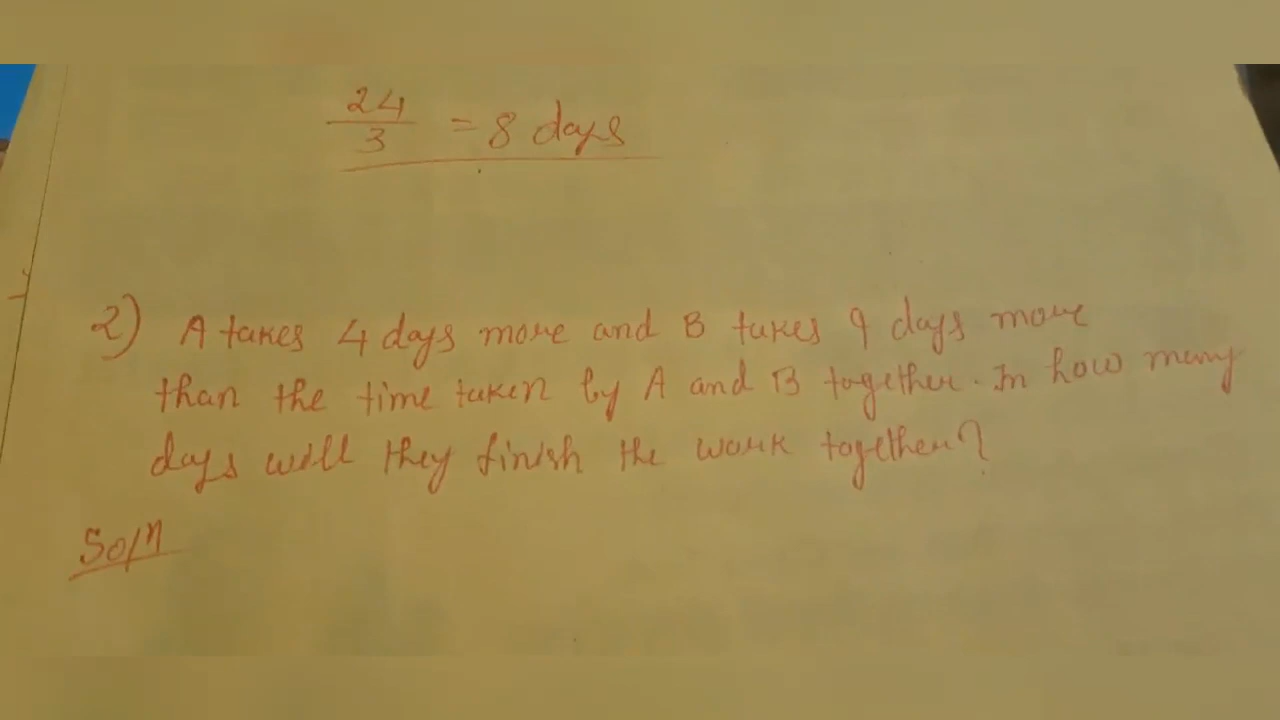 24
3
= 8 days
2) A takes 4 days more and B takes 9 days more
than the time taken by A and B together. In how many
days will they finish the work together?
Soln